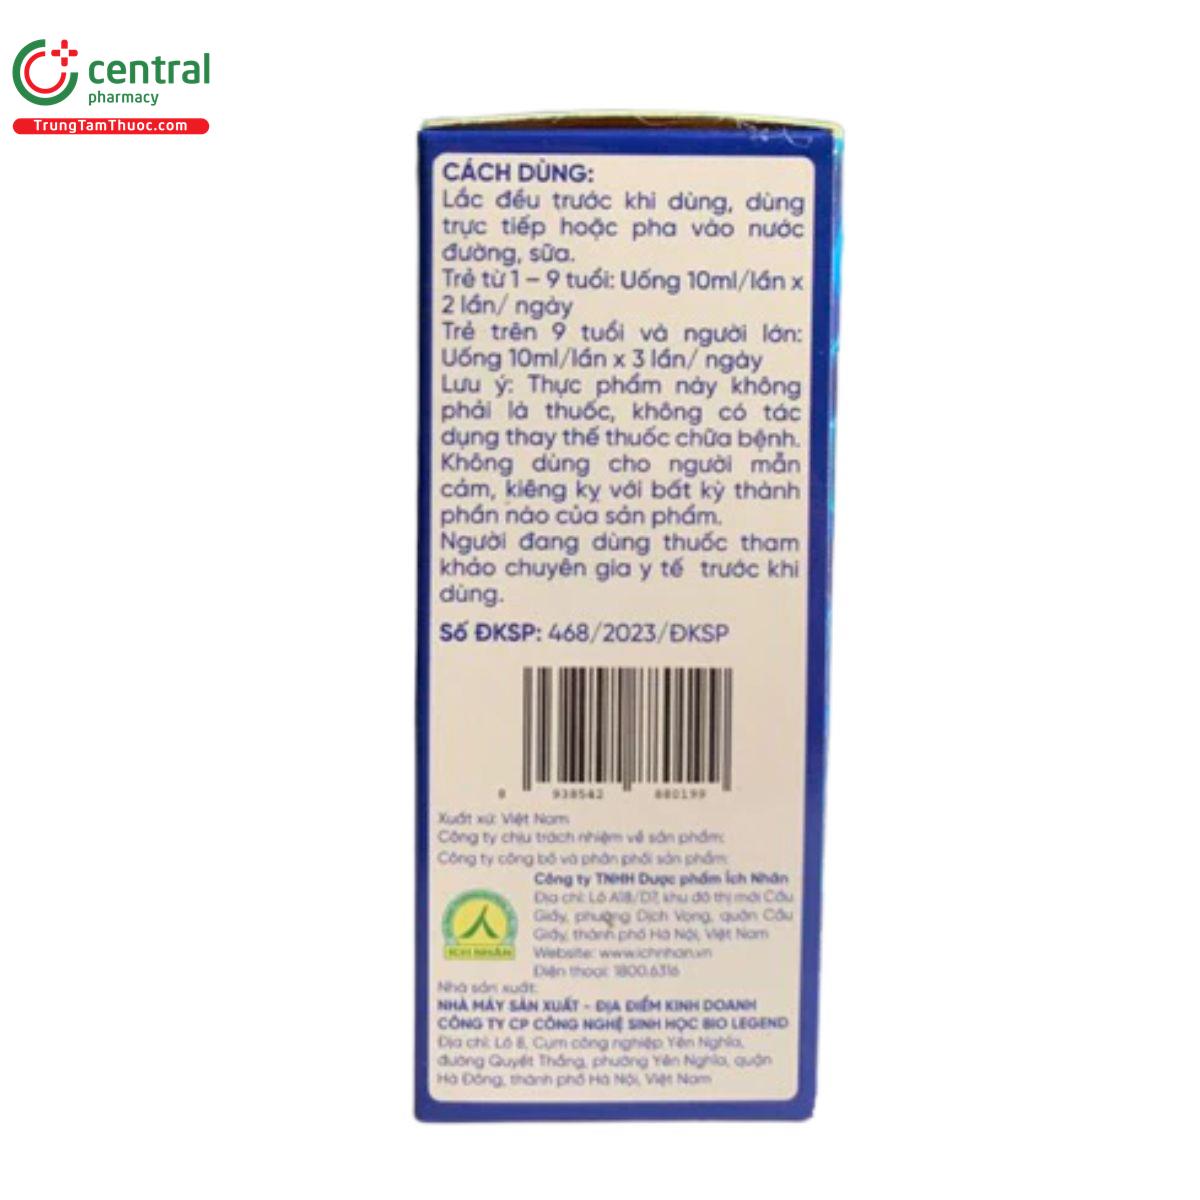 central
pharmacy
TrungTamThuoc.com
CÁCH DÙNG:
Lắc đều trước khi dùng, dùng
trực tiếp hoặc pha vào nước
đường, sữa.
Trẻ từ 1 – 9 tuổi: Uống 10ml/lần x
2 lần/ ngày
Trẻ trên 9 tuổi và người lớn:
Uống 10ml/lần x 3 lần/ ngày
Lưu ý: Thực phẩm này không
phải là thuốc, không có tác
dụng thay thế thuốc chữa bệnh.
Không dùng cho người mẫn
cảm, kiêng kỵ với bất kỳ thành
phần nào của sản phẩm.
Người đang dùng thuốc tham
khảo chuyên gia y tế trước khi
dùng.
Số ĐKSP: 468/2023/ĐKSP
8 938542 880199
Xuất xứ: Việt Nam
Công ty chịu trách nhiệm về sản phẩm:
Công ty công bố và phân phối sản phẩm:
Công ty TNHH Dược phẩm Ích Nhân
Địa chỉ: Lô A18/D7, khu đô thị mới Cầu
Giấy, phường Dịch Vọng, quận Cầu
Giấy, thành phố Hà Nội, Việt Nam
Website: www.ichnhan.vn
Điện thoại: 1800.6316
ÍCH NHÂN
Nhà sản xuất:
NHÀ MÁY SẢN XUẤT - ĐỊA ĐIỂM KINH DOANH
CÔNG TY CP CÔNG NGHỆ SINH HỌC BIO LEGEND
Địa chỉ: Lô 8, Cụm công nghiệp Yên Nghĩa,
đường Quyết Thắng, phường Yên Nghĩa, quận
Hà Đông, thành phố Hà Nội, Việt Nam